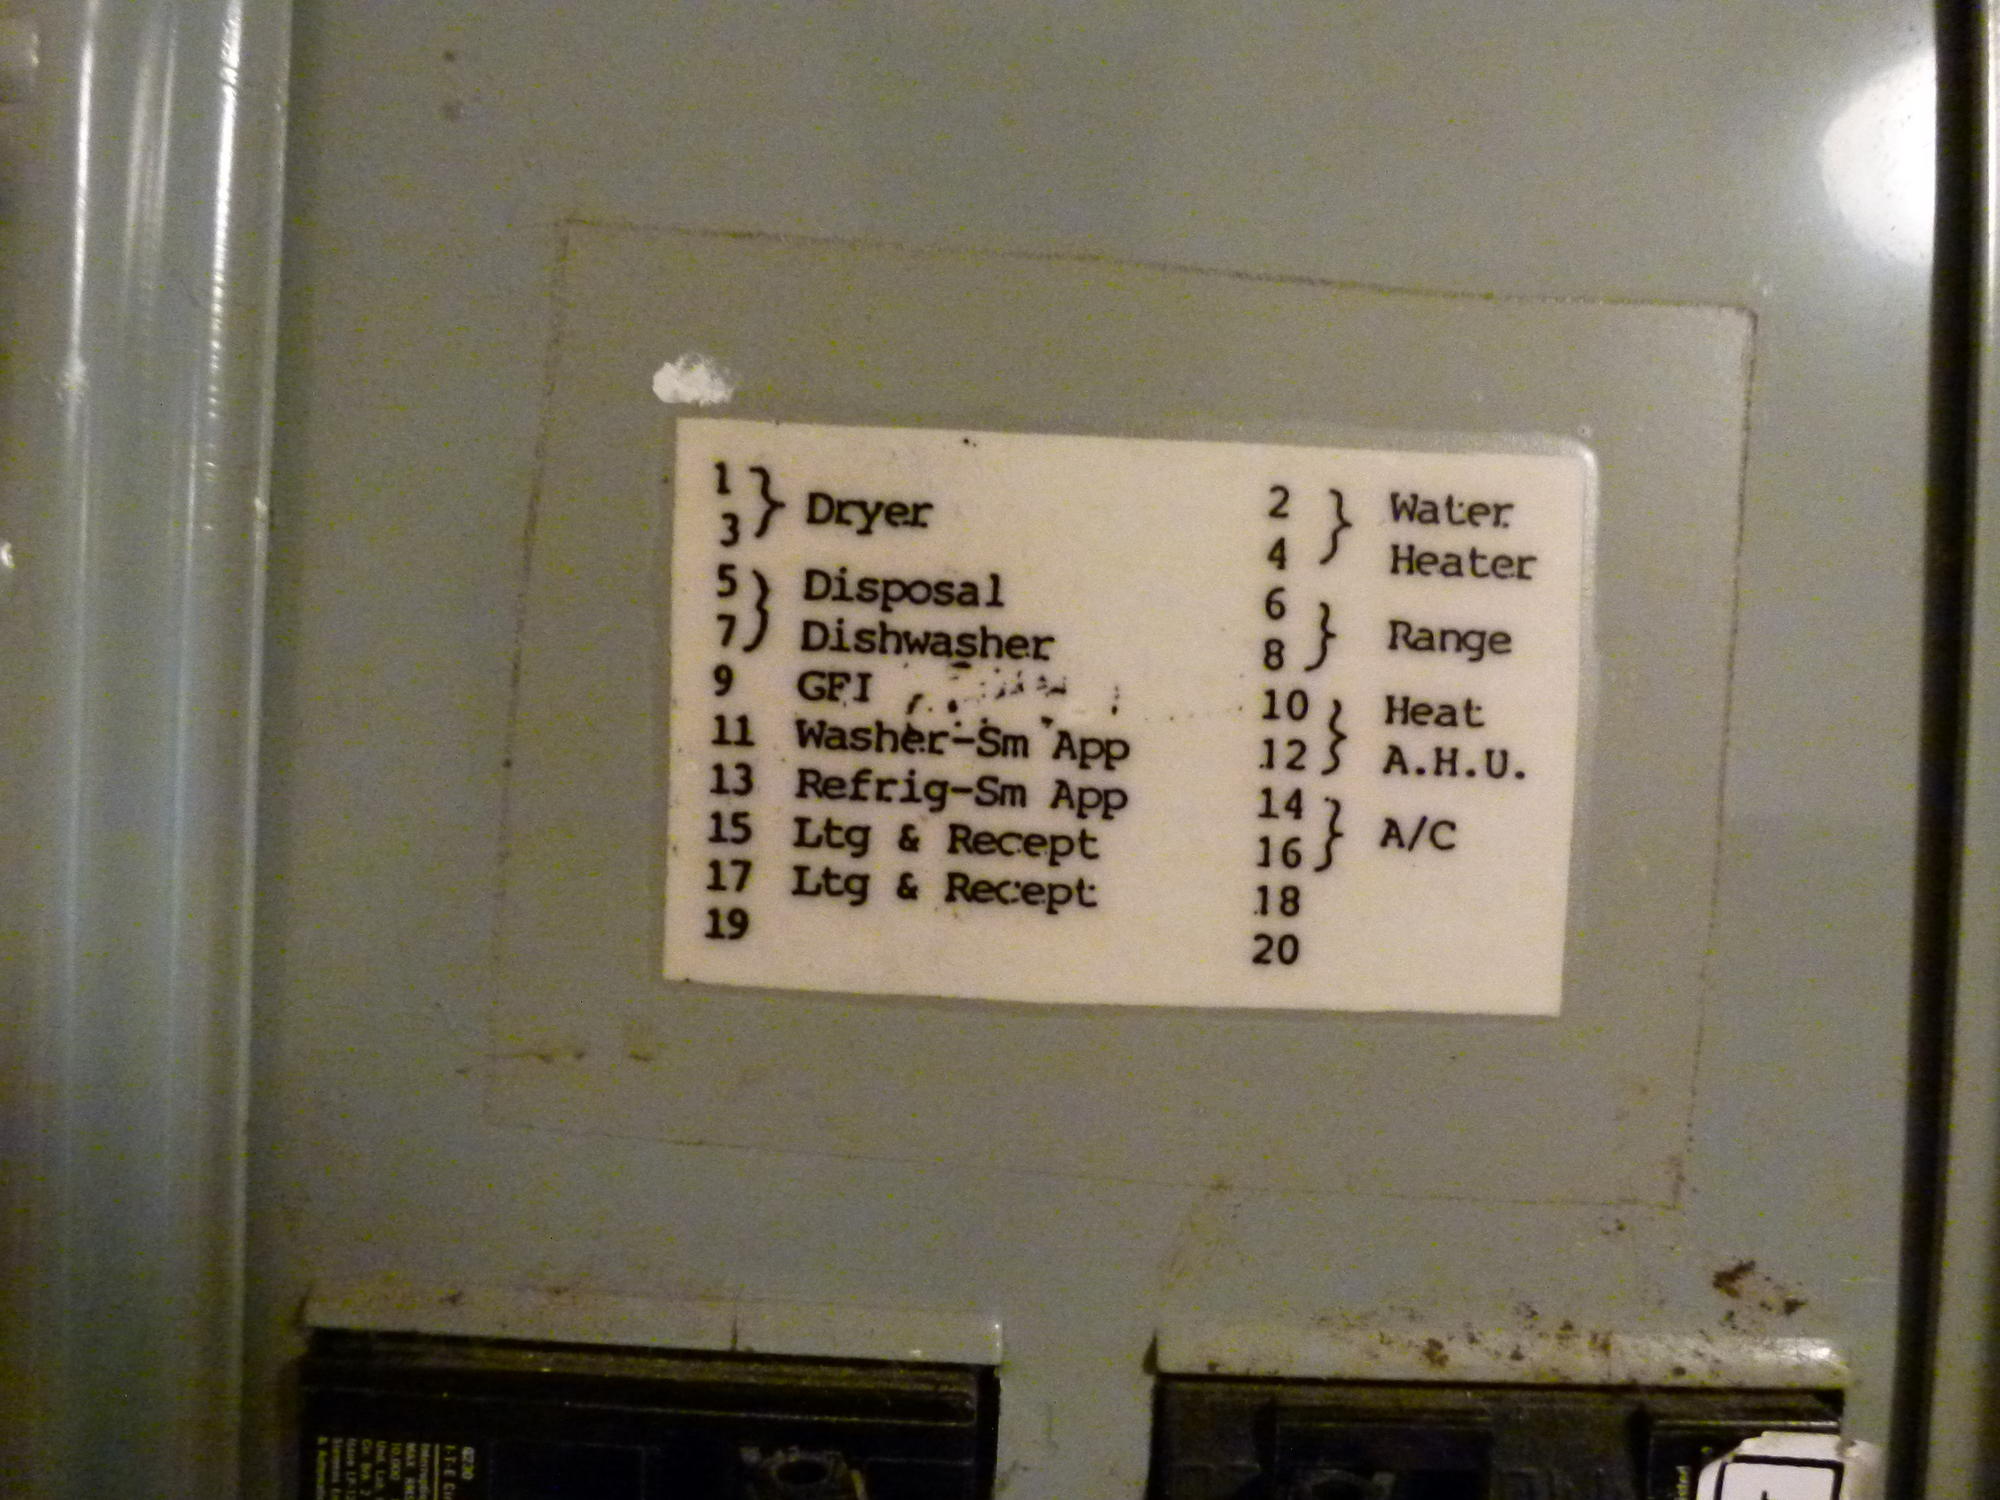 1 } Dryer
3
5 } Disposal
7 Dishwasher
9 GFI
11 Washer-Sm App
13 Refrig-Sm App
15 Ltg & Recept
17 Ltg & Recept
19
2 } Water
4 Heater
6 } Range
8
10 } Heat
12 A.H.U.
14 } A/C
16
18
20